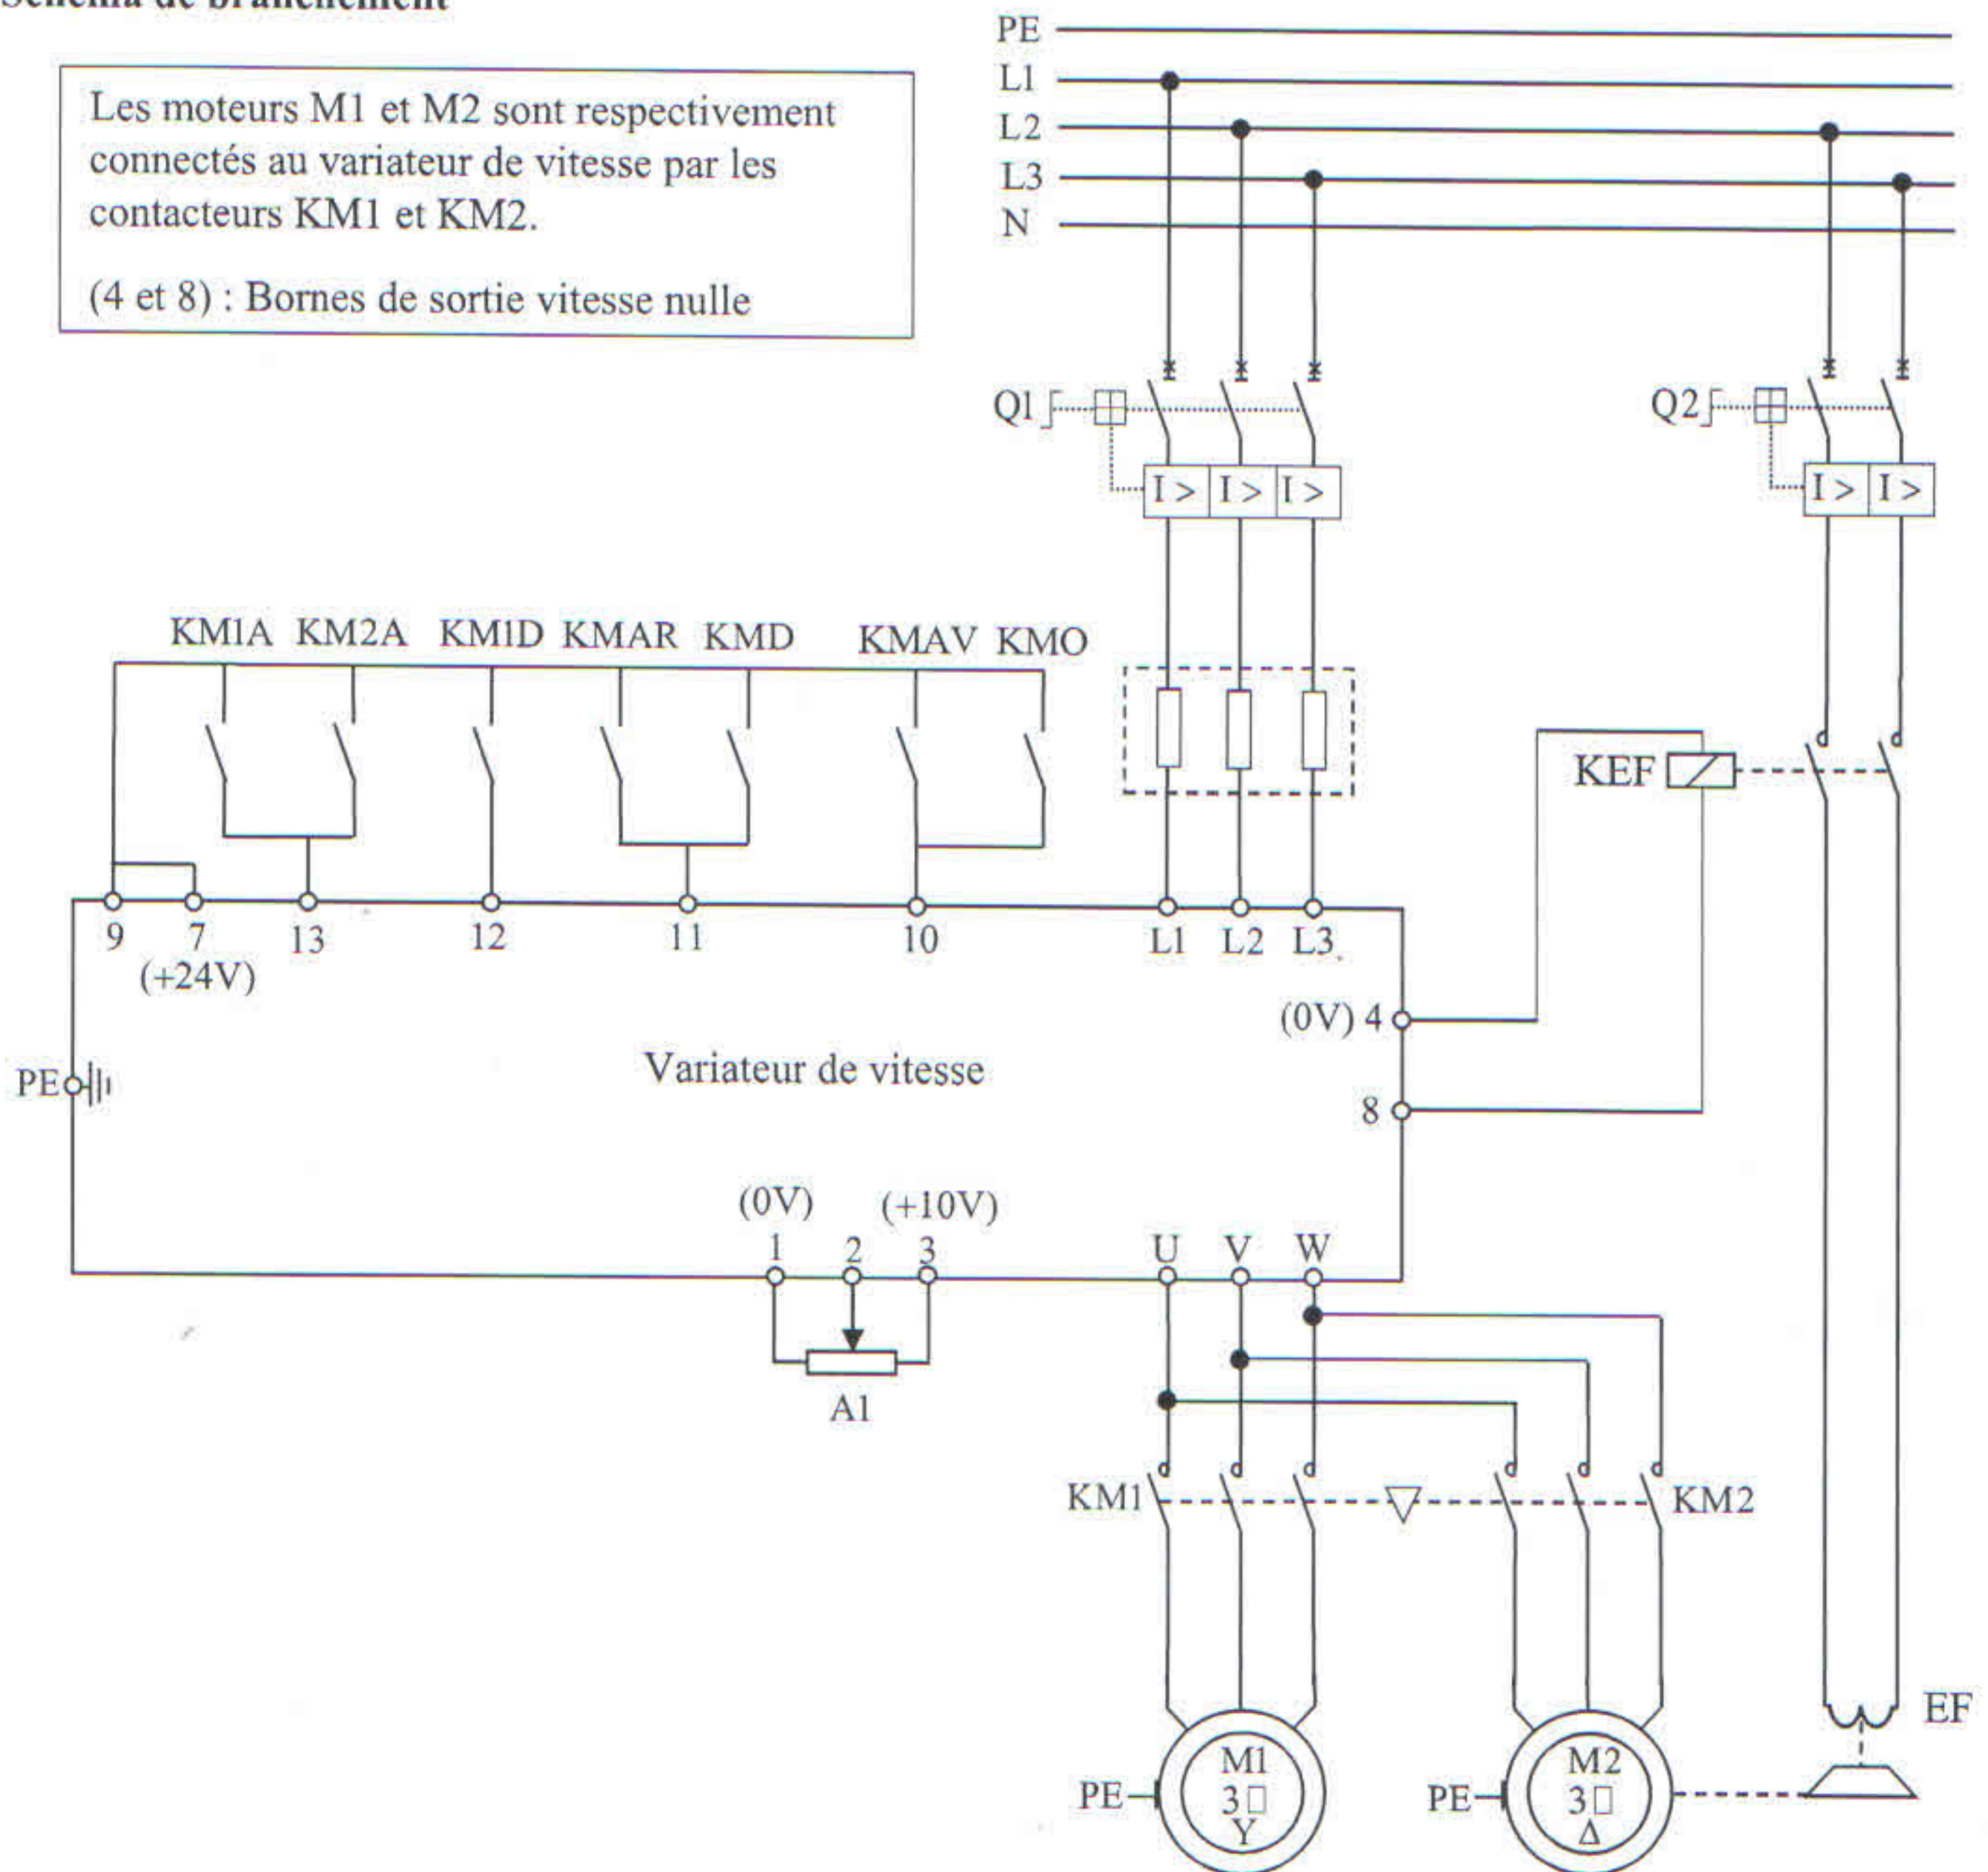 Schéma de branchement
Les moteurs M1 et M2 sont respectivement
connectés au variateur de vitesse par les
contacteurs KM1 et KM2.
(4 et 8) : Bornes de sortie vitesse nulle
PE
L1
L2
L3
N
Q1
Q2
I > I > I >
I > I >
KM1A KM2A KM1D KMAR KMD KMAV KMO
KEF
9 7 13 12 11 10 L1 L2 L3
(+24V)
(0V) 4
PE
Variateur de vitesse
8
(0V) (+10V)
1 2 3 U V W
A1
KM1
KM2
EF
M1
3□
Y
PE
M2
3□
Δ
PE